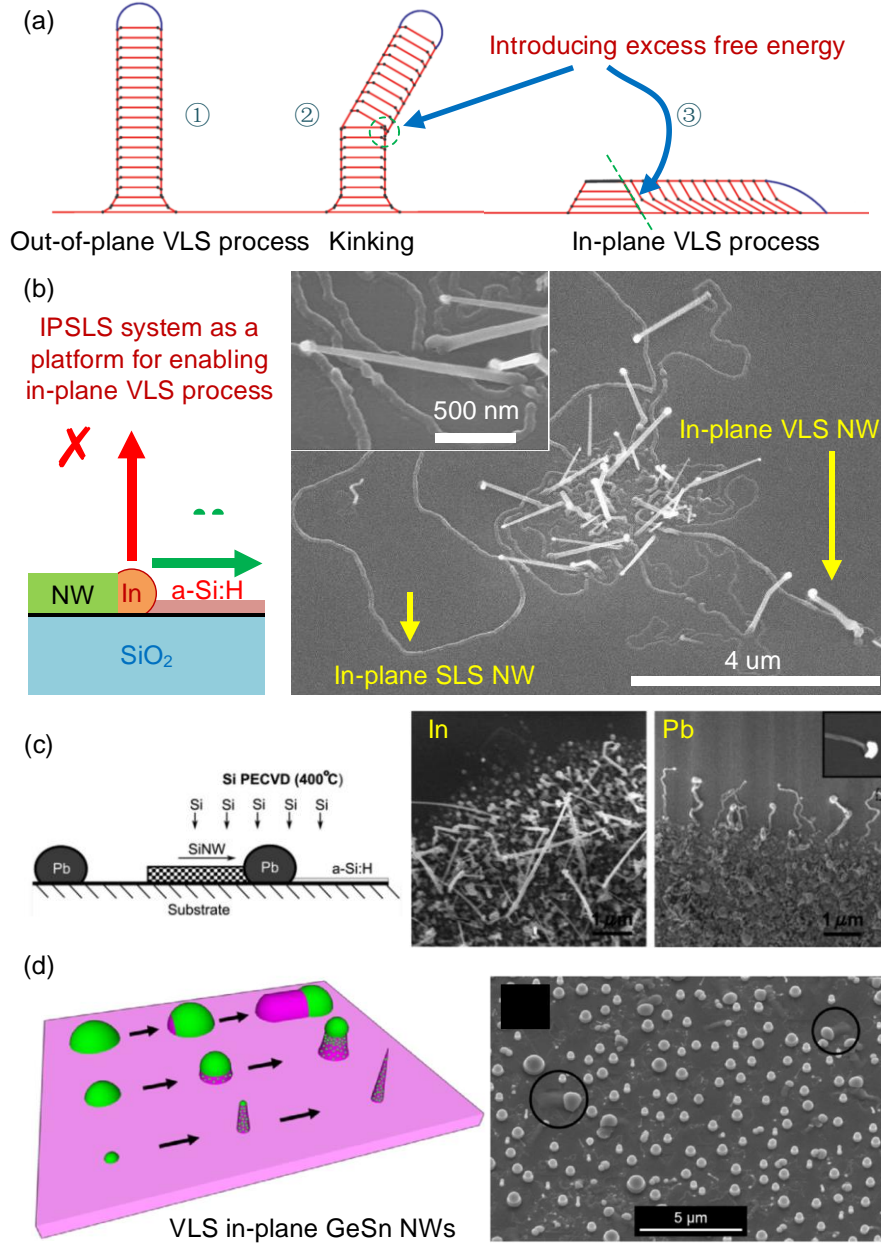 (a)
Introducing excess free energy
①
②
③
Out-of-plane VLS process
Kinking
In-plane VLS process
(b)
IPSLS system as a
platform for enabling
in-plane VLS process
✗
NW
In
a-Si:H
SiO₂
500 nm
In-plane VLS NW
In-plane SLS NW
4 um
(c)
Si PECVD (400°C)
Si Si Si Si Si
SiNW
Pb
Pb
a-Si:H
Substrate
In
1 μm
Pb
1 μm
(d)
VLS in-plane GeSn NWs
5 μm